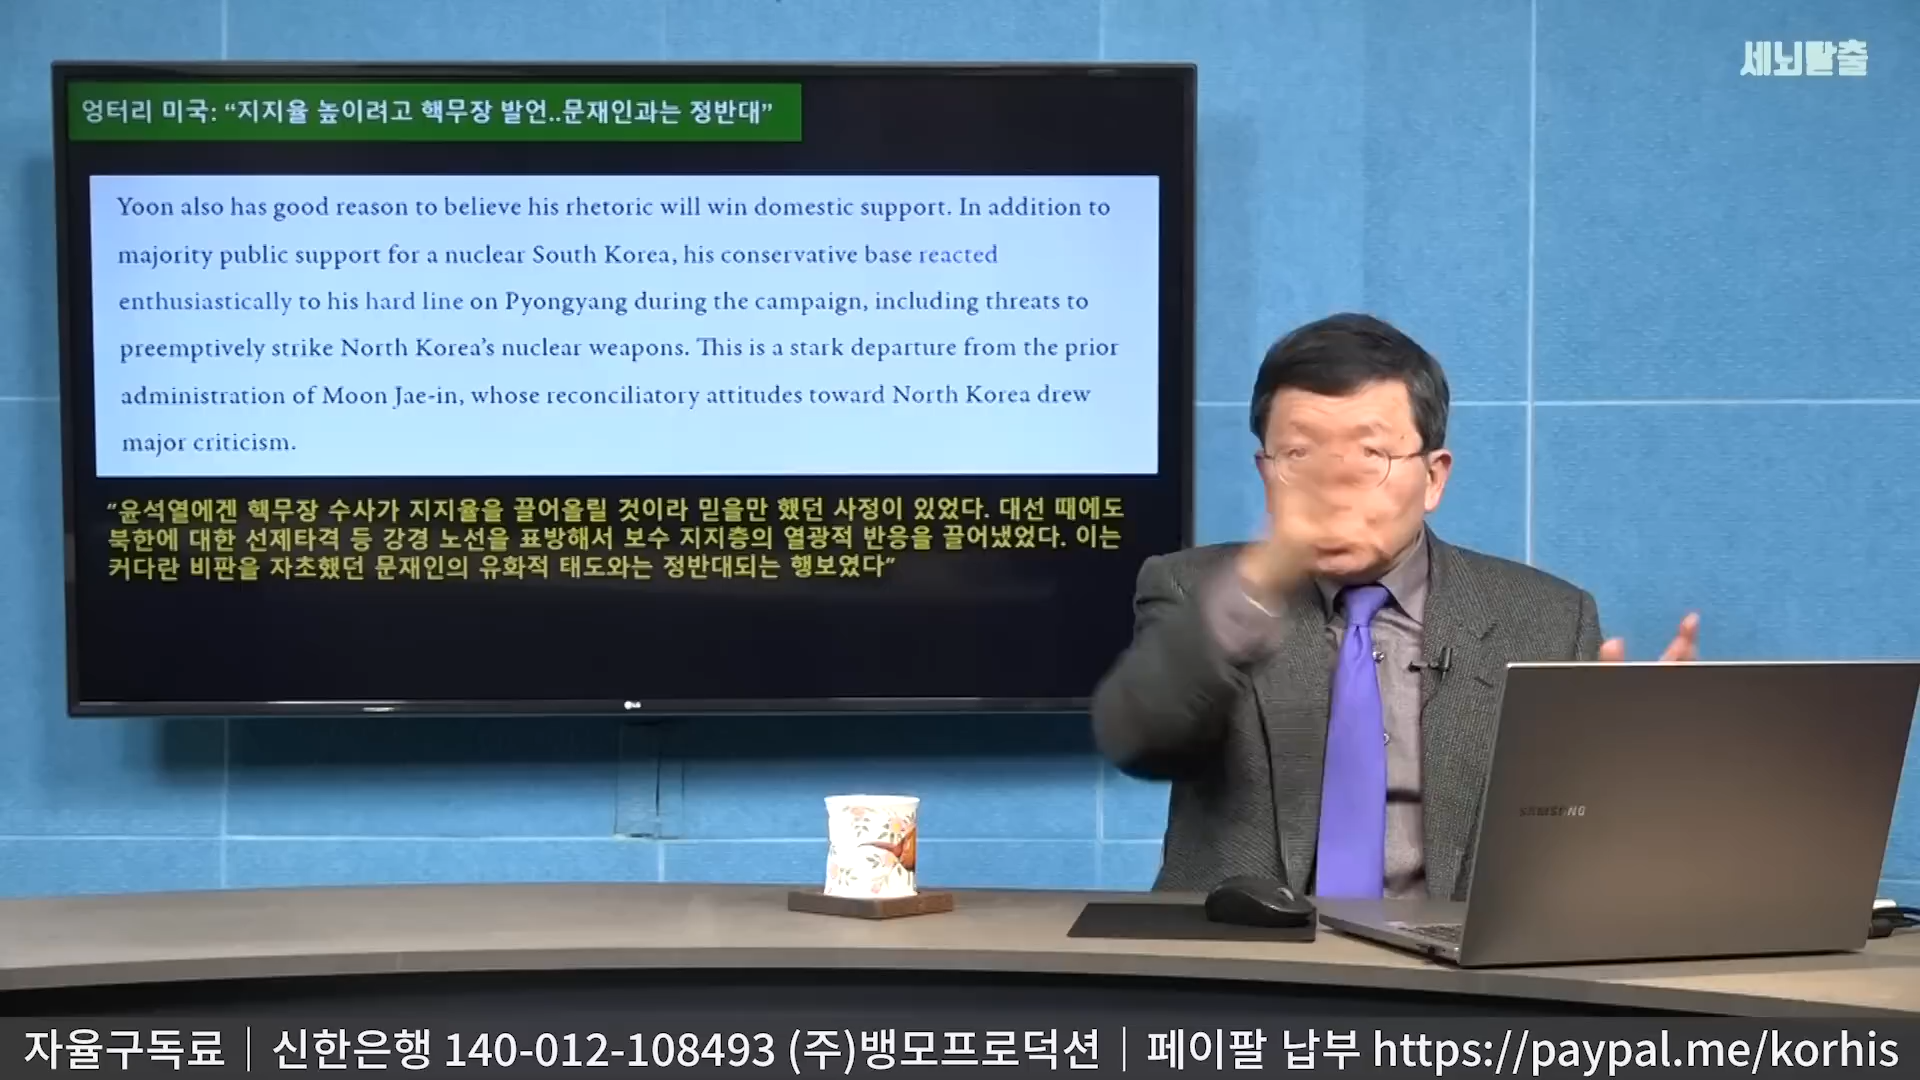 세뇌탈출
엉터리 미국: “지지율 높이려고 핵무장 발언..문재인과는 정반대”
Yoon also has good reason to believe his rhetoric will win domestic support. In addition to
majority public support for a nuclear South Korea, his conservative base reacted
enthusiastically to his hard line on Pyongyang during the campaign, including threats to
preemptively strike North Korea’s nuclear weapons. This is a stark departure from the prior
administration of Moon Jae-in, whose reconciliatory attitudes toward North Korea drew
major criticism.
“윤석열에겐 핵무장 수사가 지지율을 끌어올릴 것이라 믿을만 했던 사정이 있었다. 대선 때에도
북한에 대한 선제타격 등 강경 노선을 표방해서 보수 지지층의 열광적 반응을 끌어냈었다. 이는
커다란 비판을 자초했던 문재인의 유화적 태도와는 정반대되는 행보였다”
LG
SAMSUNG
자율구독료│신한은행 140-012-108493 (주)뱅모프로덕션│페이팔 납부 https://paypal.me/korhis